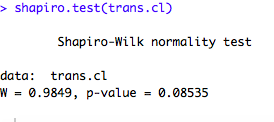 > shapiro.test(trans.cl)
Shapiro-Wilk normality test
data:  trans.cl
W = 0.9849, p-value = 0.08535